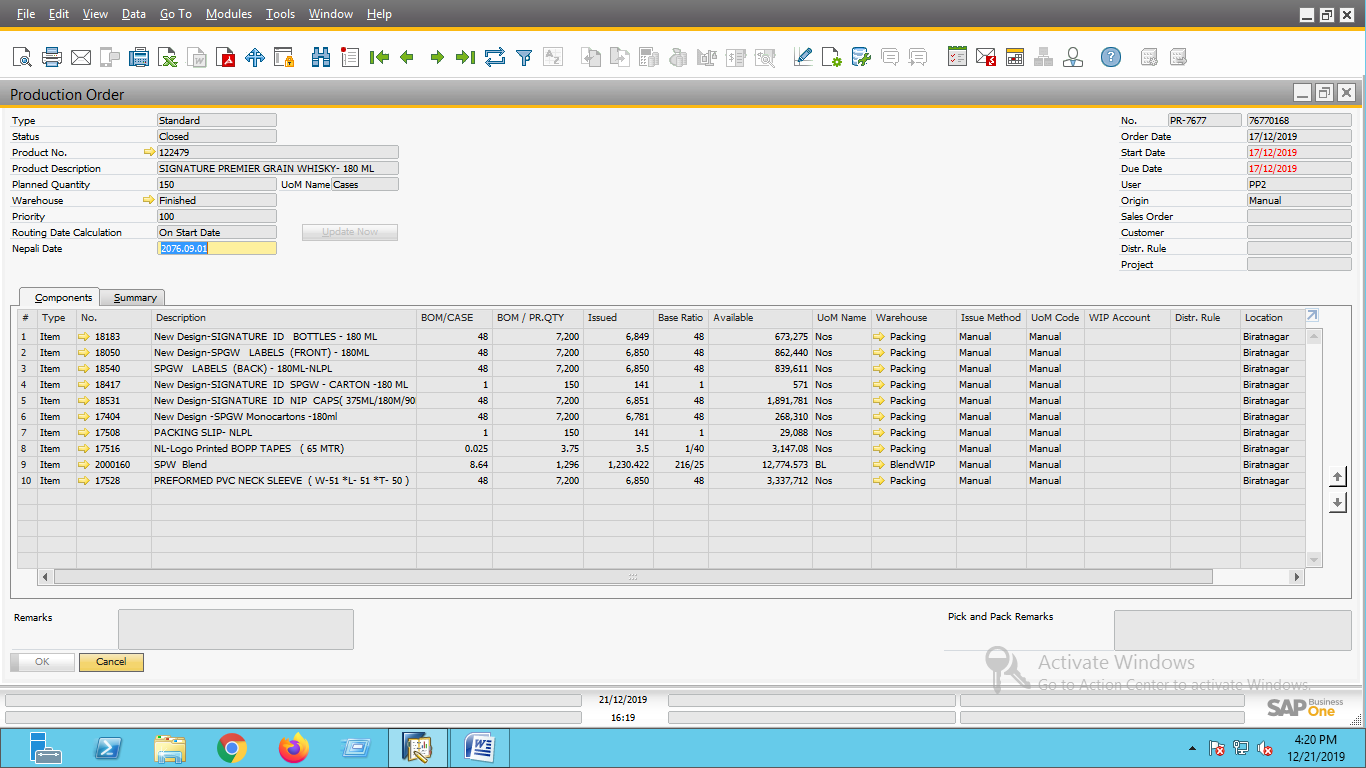 File Edit View Data Go To Modules Tools Window Help
Production Order
Type Standard
Status Closed
Product No. 122479
Product Description SIGNATURE PREMIER GRAIN WHISKY- 180 ML
Planned Quantity 150 UoM Name Cases
Warehouse Finished
Priority 100
Routing Date Calculation On Start Date Update Now
Nepali Date 2076.09.01
No. PR-7677 76770168
Order Date 17/12/2019
Start Date 17/12/2019
Due Date 17/12/2019
User PP2
Origin Manual
Sales Order
Customer
Distr. Rule
Project
Components Summary
# Type No. Description BOM/CASE BOM / PR.QTY Issued Base Ratio Available UoM Name Warehouse Issue Method UoM Code WIP Account Distr. Rule Location
1 Item 18183 New Design-SIGNATURE ID BOTTLES - 180 ML 48 7,200 6,849 48 673,275 Nos Packing Manual Manual Biratnagar
2 Item 18050 New Design-SPGW LABELS (FRONT) - 180ML 48 7,200 6,850 48 862,440 Nos Packing Manual Manual Biratnagar
3 Item 18540 SPGW LABELS (BACK) - 180ML-NLPL 48 7,200 6,850 48 839,611 Nos Packing Manual Manual Biratnagar
4 Item 18417 New Design-SIGNATURE ID SPGW - CARTON -180 ML 1 150 141 1 571 Nos Packing Manual Manual Biratnagar
5 Item 18531 New Design-SIGNATURE ID NIP CAPS( 375ML/180M/90 48 7,200 6,851 48 1,891,781 Nos Packing Manual Manual Biratnagar
6 Item 17404 New Design -SPGW Monocartons -180ml 48 7,200 6,781 48 268,310 Nos Packing Manual Manual Biratnagar
7 Item 17508 PACKING SLIP- NLPL 1 150 141 1 29,088 Nos Packing Manual Manual Biratnagar
8 Item 17516 NL-Logo Printed BOPP TAPES ( 65 MTR) 0.025 3.75 3.5 1/40 3,147.08 Nos Packing Manual Manual Biratnagar
9 Item 2000160 SPW Blend 8.64 1,296 1,230.422 216/25 12,774.573 BL BlendWIP Manual Manual Biratnagar
10 Item 17528 PREFORMED PVC NECK SLEEVE ( W-51 *L- 51 *T- 50 ) 48 7,200 6,850 48 3,337,712 Nos Packing Manual Manual Biratnagar
Remarks
Pick and Pack Remarks
OK Cancel
Activate Windows
Go to Action Center to activate Windows.
21/12/2019
16:19
SAP Business One
4:20 PM
12/21/2019